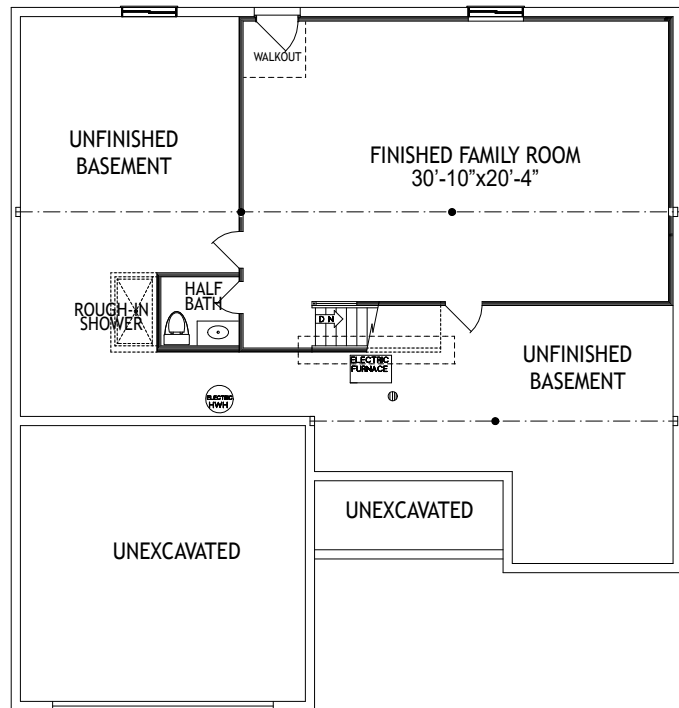 WALKOUT
UNFINISHED
BASEMENT
FINISHED FAMILY ROOM
30’-10”x20’-4”
HALF
BATH
ROUGH-IN
SHOWER
DN
UNFINISHED
BASEMENT
ELECTRIC
FURNACE
ELECTRIC
HWH
UNEXCAVATED
UNEXCAVATED